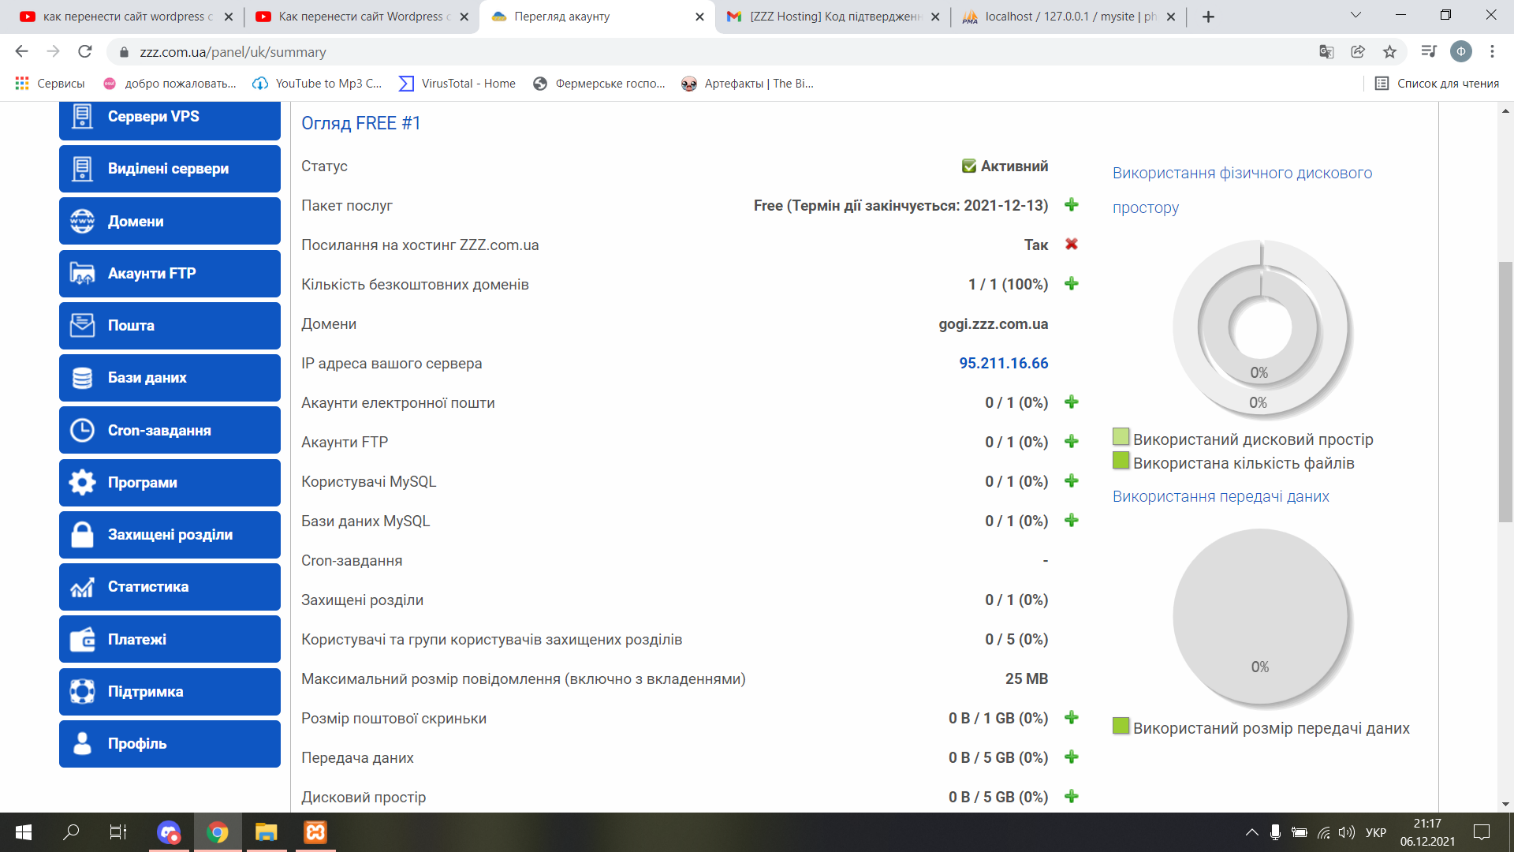 как перенести сайт wordpress с
Как перенести сайт Wordpress с
Перегляд акаунту
[ZZZ Hosting] Код підтверджен
localhost / 127.0.0.1 / mysite | ph
zzz.com.ua/panel/uk/summary
Ф
Сервисы
добро пожаловать...
YouTube to Mp3 C...
VirusTotal - Home
Фермерське госпо...
Артефакты | The Bi...
Список для чтения
Сервери VPS
Виділені сервери
Домени
Акаунти FTP
Пошта
Бази даних
Cron-завдання
Програми
Захищені розділи
Статистика
Платежі
Підтримка
Профіль
Огляд FREE #1
Статус Активний
Пакет послуг Free (Термін дії закінчується: 2021-12-13)
Посилання на хостинг ZZZ.com.ua Так
Кількість безкоштовних доменів 1 / 1 (100%)
Домени gogi.zzz.com.ua
IP адреса вашого сервера 95.211.16.66
Акаунти електронної пошти 0 / 1 (0%)
Акаунти FTP 0 / 1 (0%)
Користувачі MySQL 0 / 1 (0%)
Бази даних MySQL 0 / 1 (0%)
Cron-завдання -
Захищені розділи 0 / 1 (0%)
Користувачі та групи користувачів захищених розділів 0 / 5 (0%)
Максимальний розмір повідомлення (включно з вкладеннями) 25 MB
Розмір поштової скриньки 0 B / 1 GB (0%)
Передача даних 0 B / 5 GB (0%)
Дисковий простір 0 B / 5 GB (0%)
Використання фізичного дискового
простору
0%
0%
Використаний дисковий простір
Використана кількість файлів
Використання передачі даних
0%
Використаний розмір передачі даних
УКР
21:17
06.12.2021